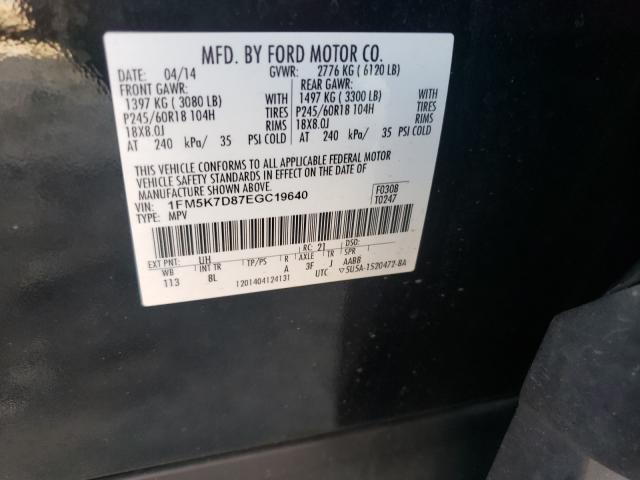 MFD. BY FORD MOTOR CO.
DATE: 04/14 GVWR: 2776 KG ( 6120 LB)
FRONT GAWR: REAR GAWR:
1397 KG ( 3080 LB) WITH 1497 KG ( 3300 LB) WITH
P245/60R18 104H TIRES P245/60R18 104H TIRES
18X8.0J RIMS 18X8.0J RIMS
AT 240 kPa/ 35 PSI COLD AT 240 kPa/ 35 PSI COLD
THIS VEHICLE CONFORMS TO ALL APPLICABLE FEDERAL MOTOR
VEHICLE SAFETY STANDARDS IN EFFECT ON THE DATE OF
MANUFACTURE SHOWN ABOVE.
VIN: 1FM5K7D87EGC19640 F0308
TYPE: MPV T0247
EXT PNT: UH RC: 21 DSO:
WB INT TR TP/PS R AXLE TR SPR
113 8L A 3F J AABB
1201404124131 UTC ▽5U5A-1520472-BA